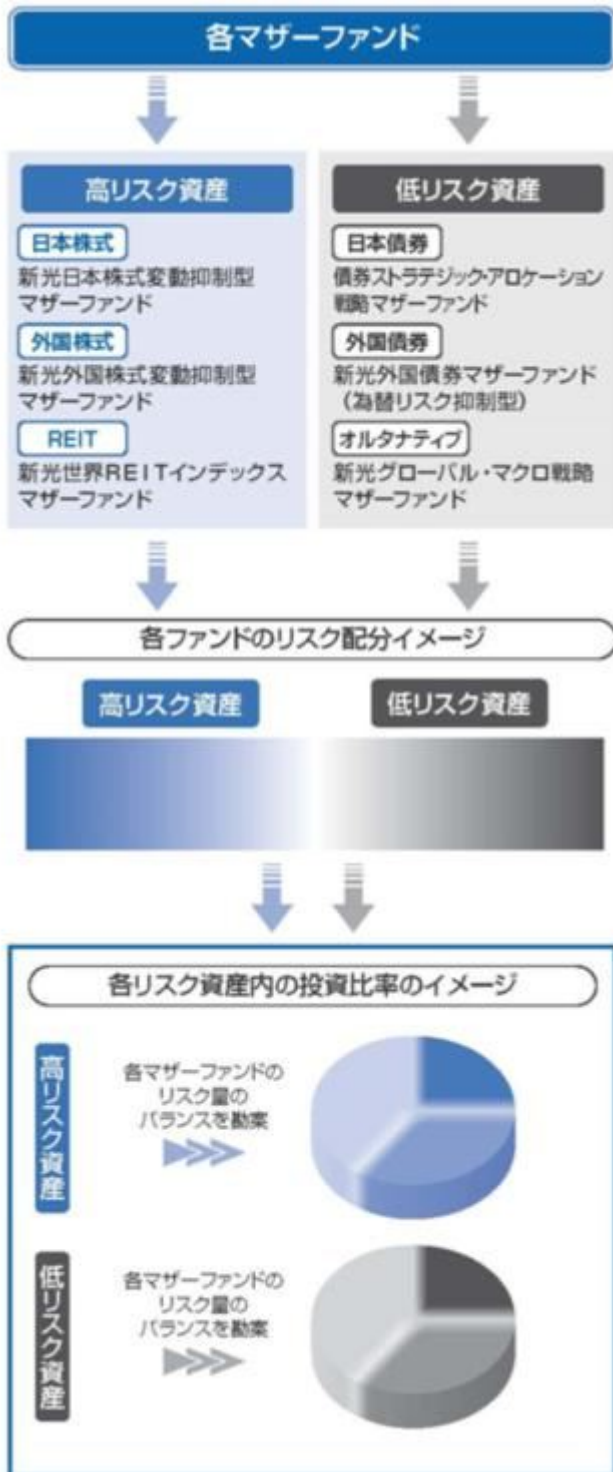 各マザーファンド
高リスク資産
日本株式
新光日本株式変動抑制型
マザーファンド
外国株式
新光外国株式変動抑制型
マザーファンド
REIT
新光世界REITインデックス
マザーファンド
低リスク資産
日本債券
債券ストラテジック・アロケーション
戦略マザーファンド
外国債券
新光外国債券マザーファンド
（為替リスク抑制型）
オルタナティブ
新光グローバル・マクロ戦略
マザーファンド
各ファンドのリスク配分イメージ
高リスク資産
低リスク資産
各リスク資産内の投資比率のイメージ
高リスク資産
各マザーファンドの
リスク量の
バランスを勘案
低リスク資産
各マザーファンドの
リスク量の
バランスを勘案